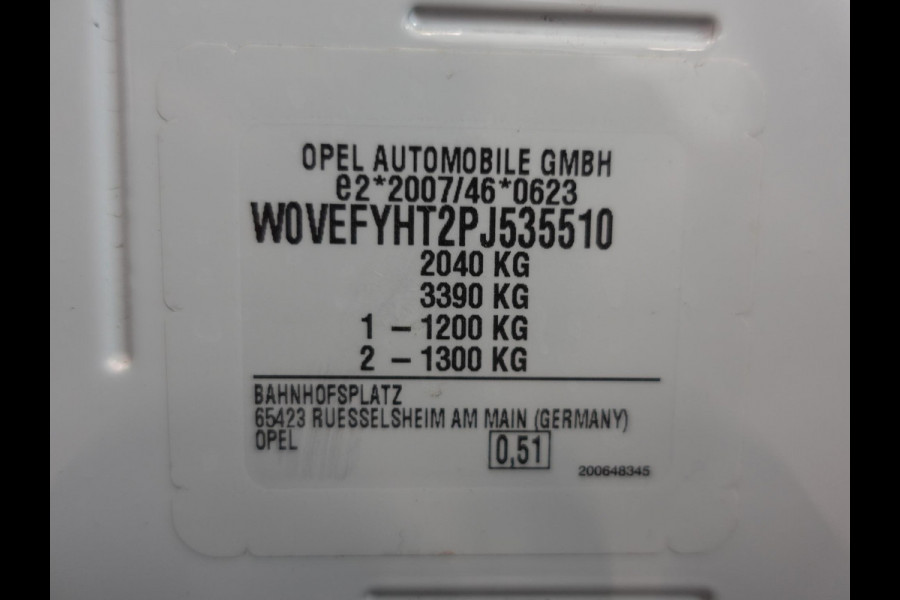 OPEL AUTOMOBILE GMBH
e2*2007/46*0623
W0VEFYHT2PJ535510
2040 KG
3390 KG
1 – 1200 KG
2 – 1300 KG
BAHNHOFSPLATZ
65423 RUESSELSHEIM AM MAIN (GERMANY)
OPEL
0,51
200648345